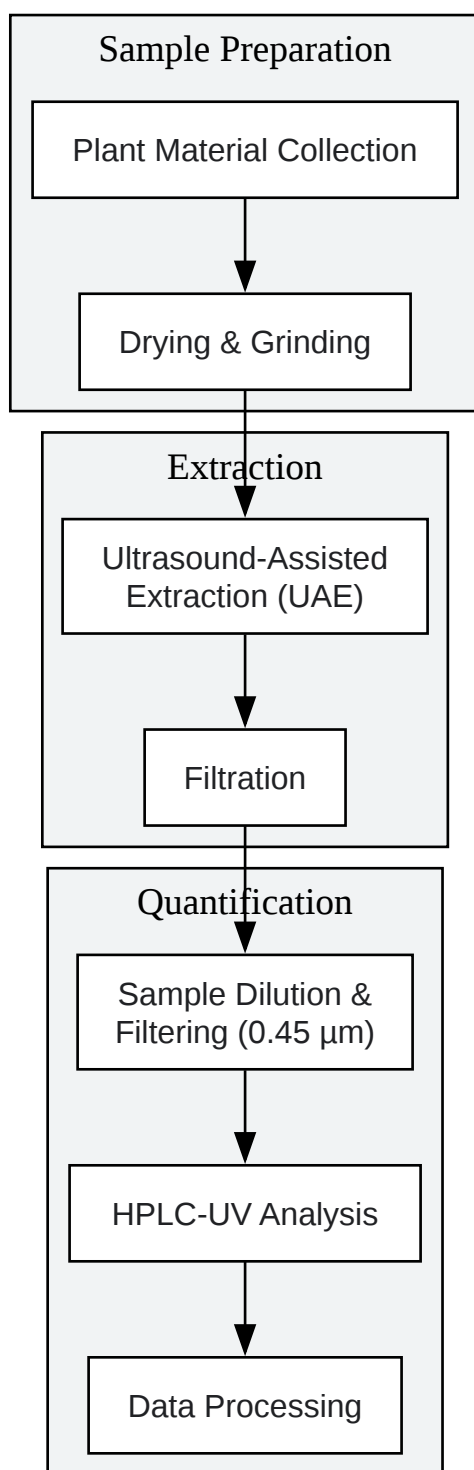 Sample Preparation
Plant Material Collection
Drying & Grinding
Extraction
Ultrasound-Assisted
Extraction (UAE)
Filtration
Quantification
Sample Dilution &
Filtering (0.45 µm)
HPLC-UV Analysis
Data Processing